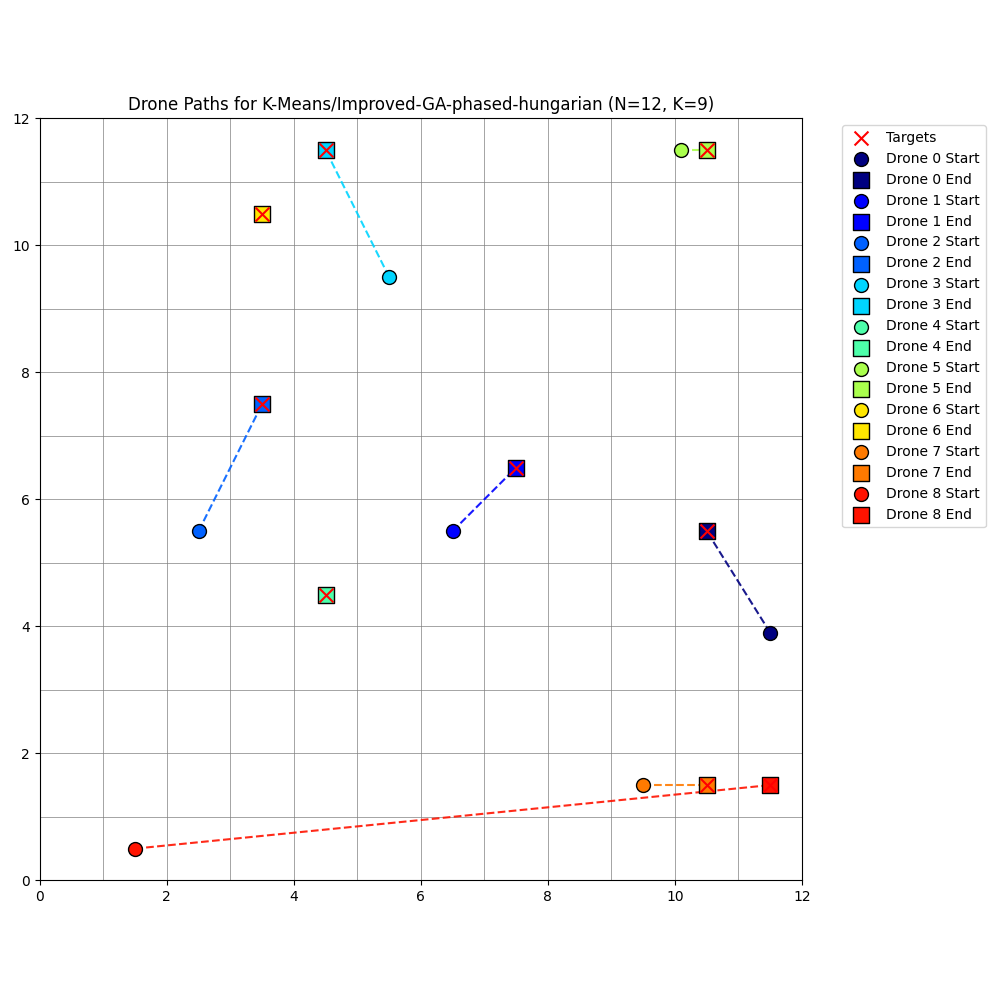 Drone Paths for K-Means/Improved-GA-phased-hungarian (N=12, K=9)
12
10
8
6
4
2
0
0 2 4 6 8 10 12
Targets
Drone 0 Start
Drone 0 End
Drone 1 Start
Drone 1 End
Drone 2 Start
Drone 2 End
Drone 3 Start
Drone 3 End
Drone 4 Start
Drone 4 End
Drone 5 Start
Drone 5 End
Drone 6 Start
Drone 6 End
Drone 7 Start
Drone 7 End
Drone 8 Start
Drone 8 End